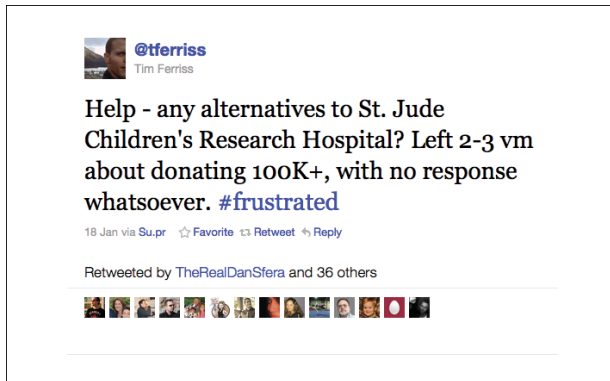 @tferriss
Tim Ferriss
Help - any alternatives to St. Jude
Children's Research Hospital? Left 2-3 vm
about donating 100K+, with no response
whatsoever. #frustrated
18 Jan via Su.pr Favorite Retweet Reply
Retweeted by TheRealDanSfera and 36 others